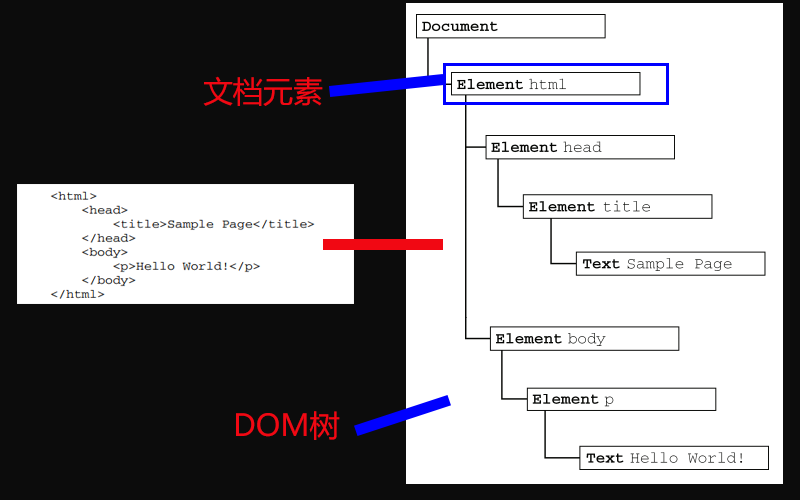 Document
文档元素
Element html
Element head
<html>
<head>
<title>Sample Page</title>
</head>
<body>
<p>Hello World!</p>
</body>
</html>
Element title
Text Sample Page
Element body
Element p
DOM树
Text Hello World!